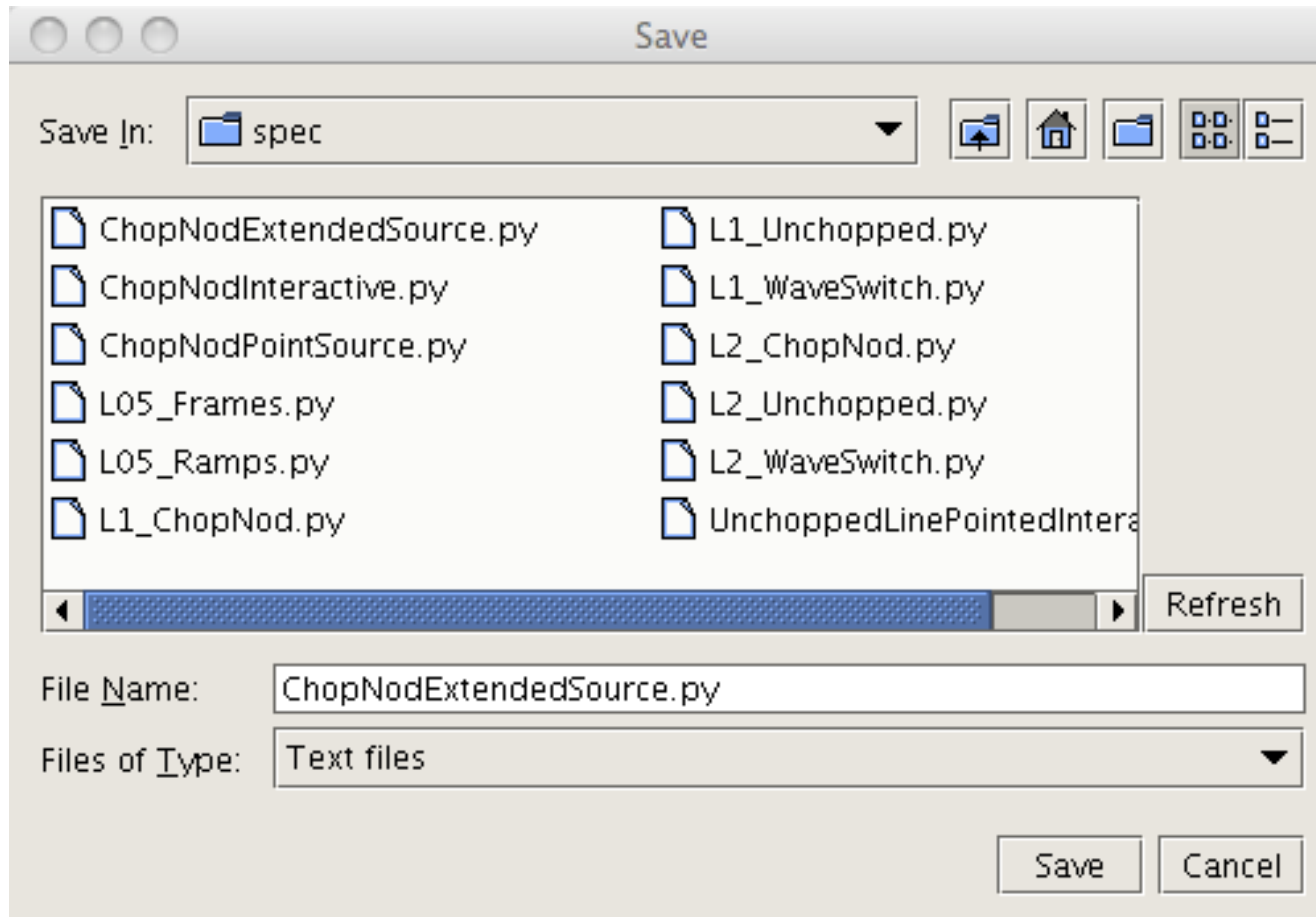 Save
Save In: spec
ChopNodExtendedSource.py
ChopNodInteractive.py
ChopNodPointSource.py
L05_Frames.py
L05_Ramps.py
L1_ChopNod.py
L1_Unchopped.py
L1_WaveSwitch.py
L2_ChopNod.py
L2_Unchopped.py
L2_WaveSwitch.py
UnchoppedLinePointedIntera
Refresh
File Name: ChopNodExtendedSource.py
Files of Type: Text files
Save Cancel